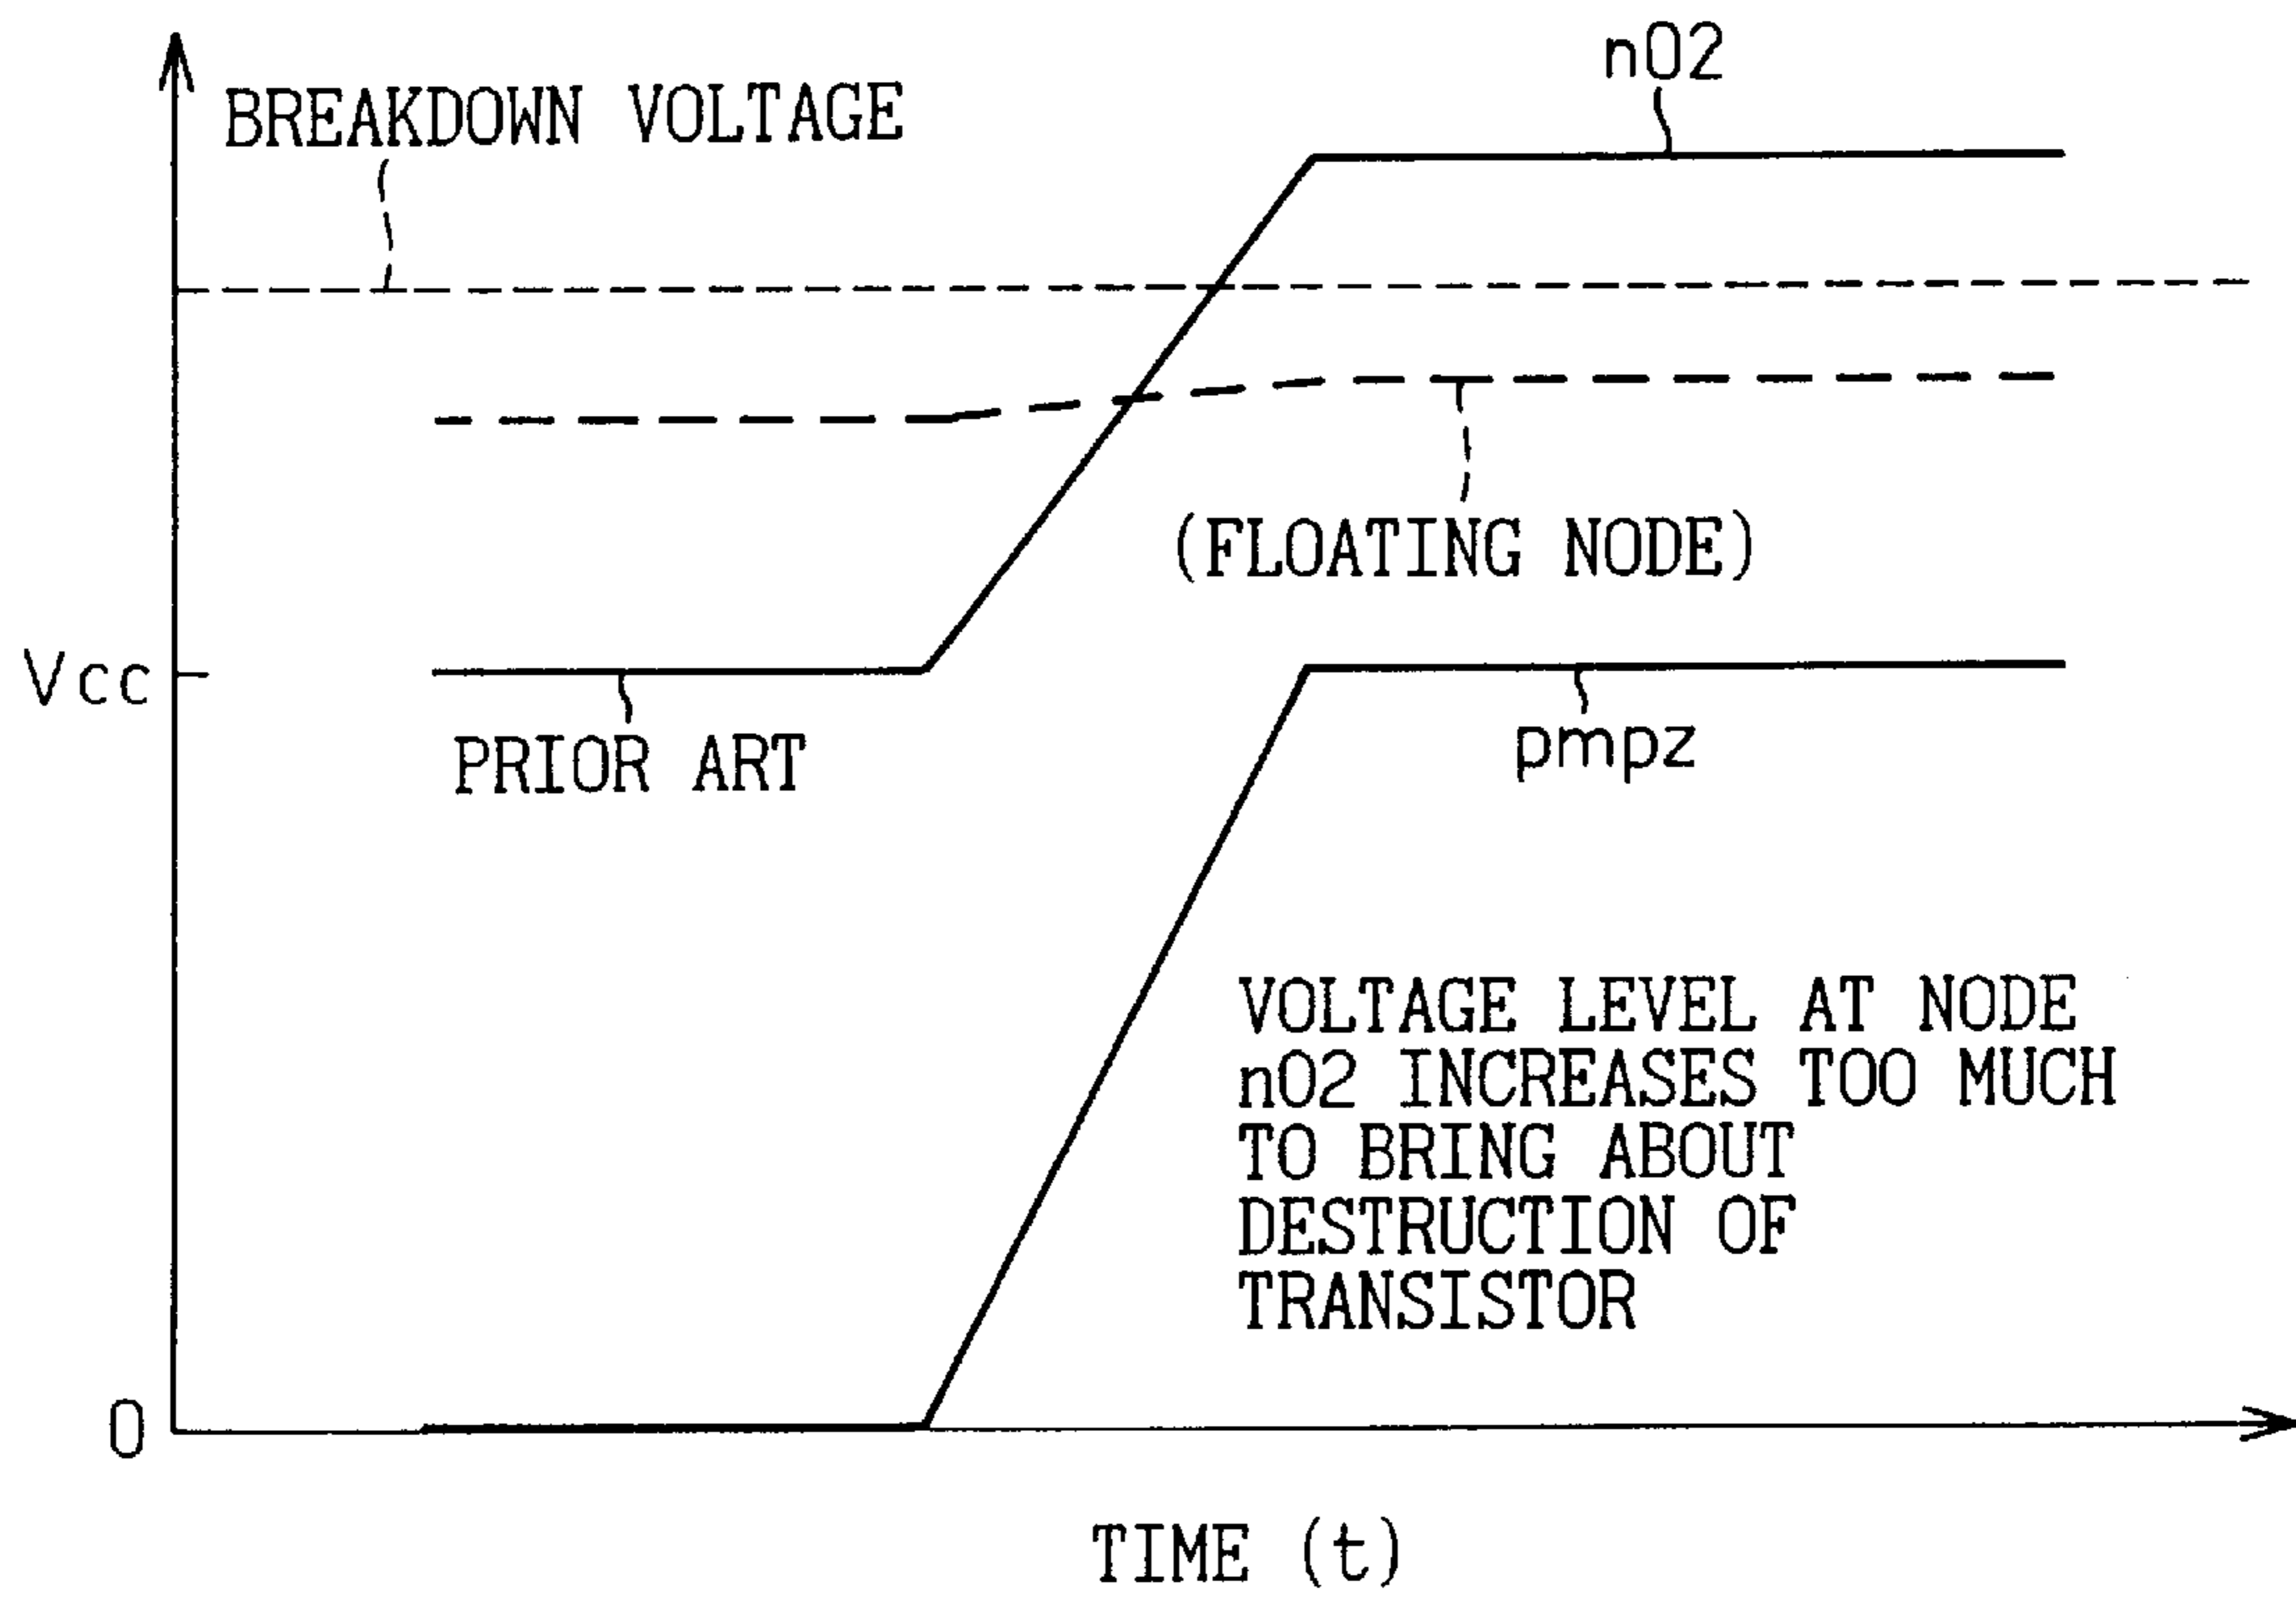 n02
BREAKDOWN VOLTAGE
(FLOATING NODE)
Vcc
PRIOR ART
pmpz
VOLTAGE LEVEL AT NODE
n02 INCREASES TOO MUCH
TO BRING ABOUT
DESTRUCTION OF
TRANSISTOR
0
TIME (t)